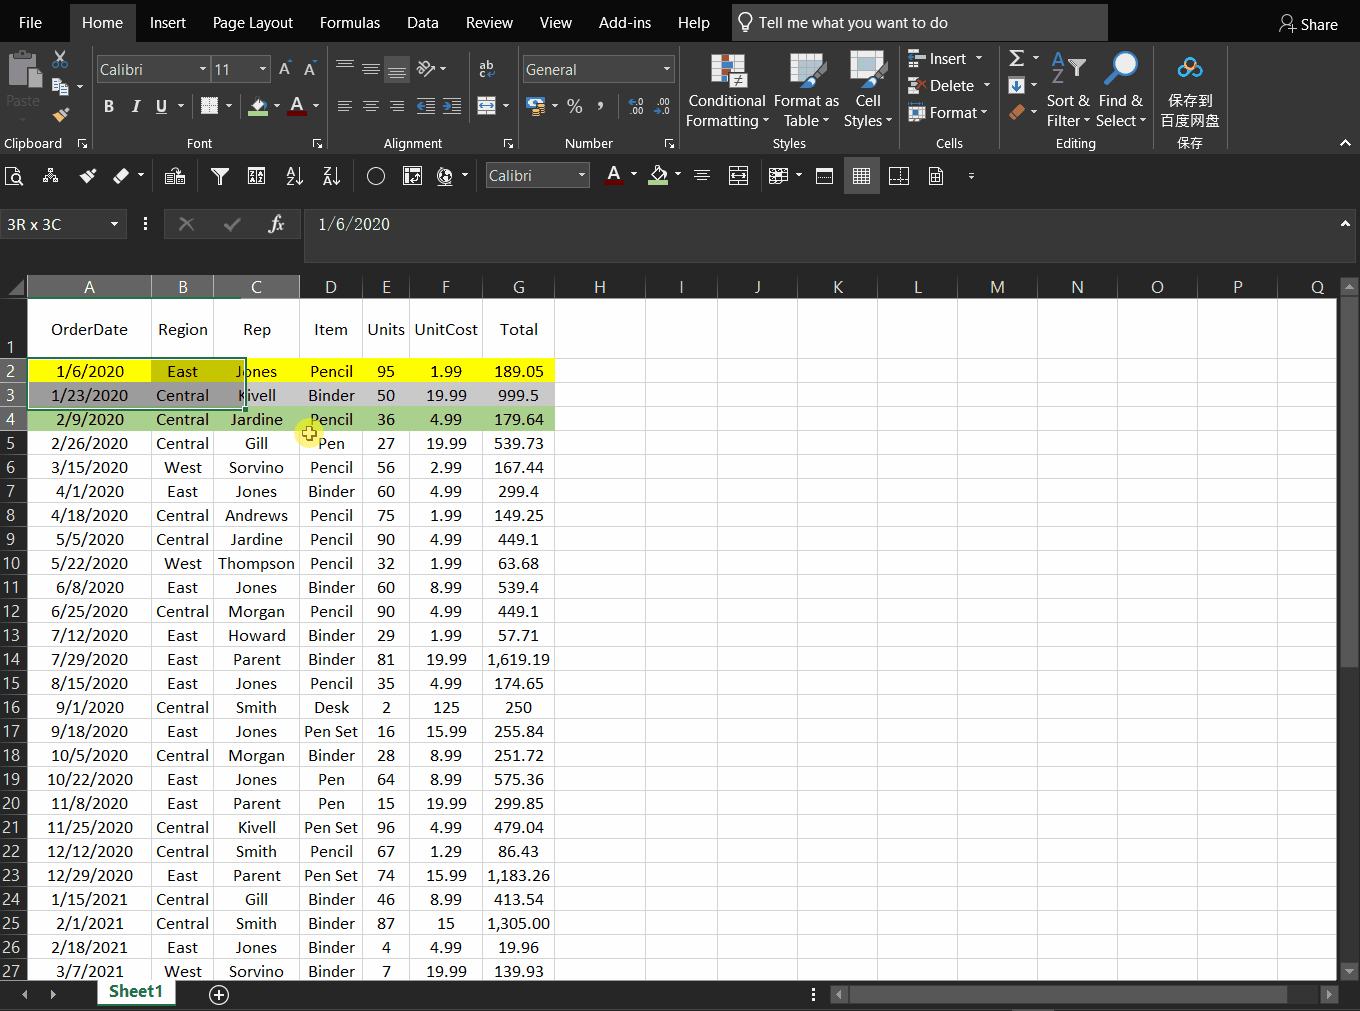 File Home Insert Page Layout Formulas Data Review View Add-ins Help Tell me what you want to do Share
Paste
Calibri 11
B I U A
ab
General
%
Conditional Formatting
Format as Table
Cell Styles
Insert
Delete
Format
Sort & Filter
Find & Select
保存到
百度网盘
Clipboard Font Alignment Number Styles Cells Editing 保存
Calibri
3R x 3C fx 1/6/2020
A B C D E F G H I J K L M N O P Q
1 OrderDate Region Rep Item Units UnitCost Total
2 1/6/2020 East Jones Pencil 95 1.99 189.05
3 1/23/2020 Central Kivell Binder 50 19.99 999.5
4 2/9/2020 Central Jardine Pencil 36 4.99 179.64
5 2/26/2020 Central Gill Pen 27 19.99 539.73
6 3/15/2020 West Sorvino Pencil 56 2.99 167.44
7 4/1/2020 East Jones Binder 60 4.99 299.4
8 4/18/2020 Central Andrews Pencil 75 1.99 149.25
9 5/5/2020 Central Jardine Pencil 90 4.99 449.1
10 5/22/2020 West Thompson Pencil 32 1.99 63.68
11 6/8/2020 East Jones Binder 60 8.99 539.4
12 6/25/2020 Central Morgan Pencil 90 4.99 449.1
13 7/12/2020 East Howard Binder 29 1.99 57.71
14 7/29/2020 East Parent Binder 81 19.99 1,619.19
15 8/15/2020 East Jones Pencil 35 4.99 174.65
16 9/1/2020 Central Smith Desk 2 125 250
17 9/18/2020 East Jones Pen Set 16 15.99 255.84
18 10/5/2020 Central Morgan Binder 28 8.99 251.72
19 10/22/2020 East Jones Pen 64 8.99 575.36
20 11/8/2020 East Parent Pen 15 19.99 299.85
21 11/25/2020 Central Kivell Pen Set 96 4.99 479.04
22 12/12/2020 Central Smith Pencil 67 1.29 86.43
23 12/29/2020 East Parent Pen Set 74 15.99 1,183.26
24 1/15/2021 Central Gill Binder 46 8.99 413.54
25 2/1/2021 Central Smith Binder 87 15 1,305.00
26 2/18/2021 East Jones Binder 4 4.99 19.96
27 3/7/2021 West Sorvino Binder 7 19.99 139.93
Sheet1